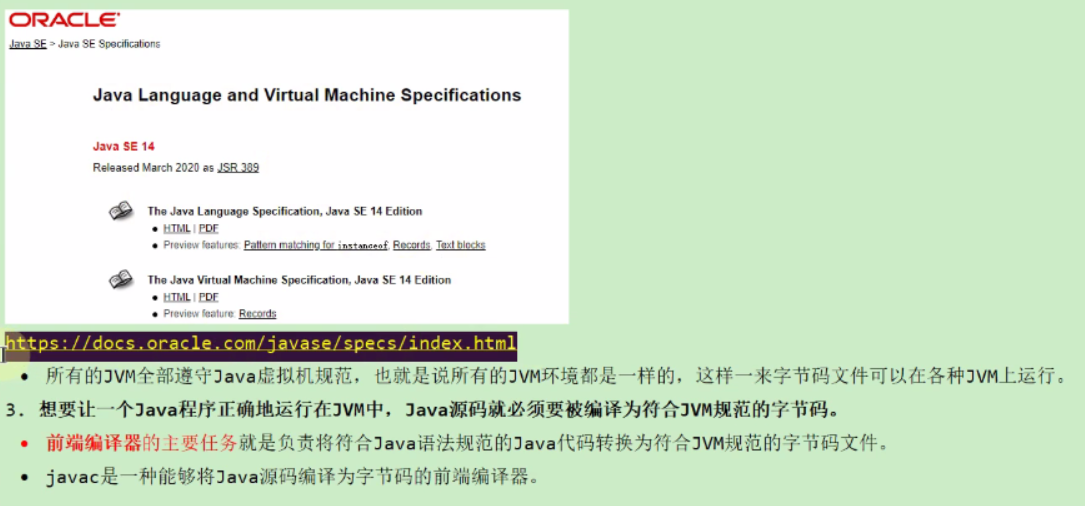 ORACLE
Java SE > Java SE Specifications
Java Language and Virtual Machine Specifications
Java SE 14
Released March 2020 as JSR 389
The Java Language Specification, Java SE 14 Edition
• HTML | PDF
• Preview features: Pattern matching for instanceof, Records, Text blocks
The Java Virtual Machine Specification, Java SE 14 Edition
• HTML | PDF
• Preview feature: Records
https://docs.oracle.com/javase/specs/index.html
• 所有的JVM全部遵守Java虚拟机规范，也就是说所有的JVM环境都是一样的，这样一来字节码文件可以在各种JVM上运行。
3. 想要让一个Java程序正确地运行在JVM中，Java源码就必须要被编译为符合JVM规范的字节码。
• 前端编译器的主要任务就是负责将符合Java语法规范的Java代码转换为符合JVM规范的字节码文件。
• javac是一种能够将Java源码编译为字节码的前端编译器。